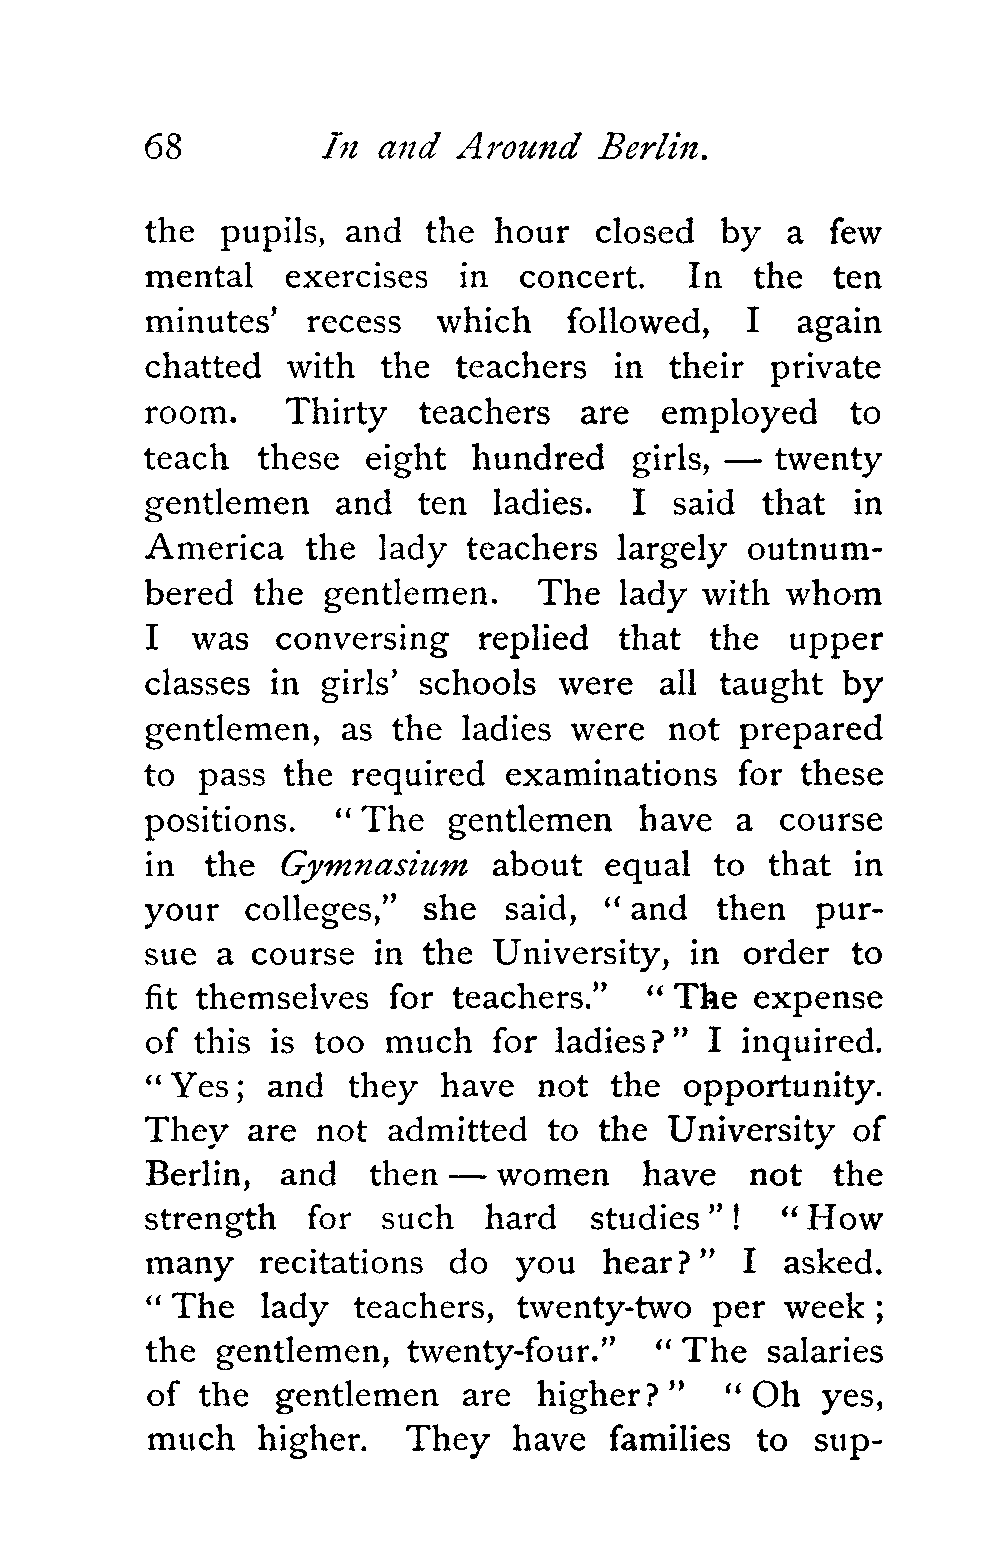 68 In and Around Berlin.
the pupils, and the hour closed by a few
mental exercises in concert. In the ten
minutes' recess which followed, I again
chatted with the teachers in their private
room. Thirty teachers are employed to
teach these eight hundred girls, — twenty
gentlemen and ten ladies. I said that in
America the lady teachers largely outnum-
bered the gentlemen. The lady with whom
I was conversing replied that the upper
classes in girls' schools were all taught by
gentlemen, as the ladies were not prepared
to pass the required examinations for these
positions. "The gentlemen have a course
in the Gymnasium about equal to that in
your colleges," she said, "and then pur-
sue a course in the University, in order to
fit themselves for teachers." "The expense
of this is too much for ladies?" I inquired.
"Yes; and they have not the opportunity.
They are not admitted to the University of
Berlin, and then — women have not the
strength for such hard studies"! "How
many recitations do you hear?" I asked.
"The lady teachers, twenty-two per week;
the gentlemen, twenty-four." "The salaries
of the gentlemen are higher?" "Oh yes,
much higher. They have families to sup-